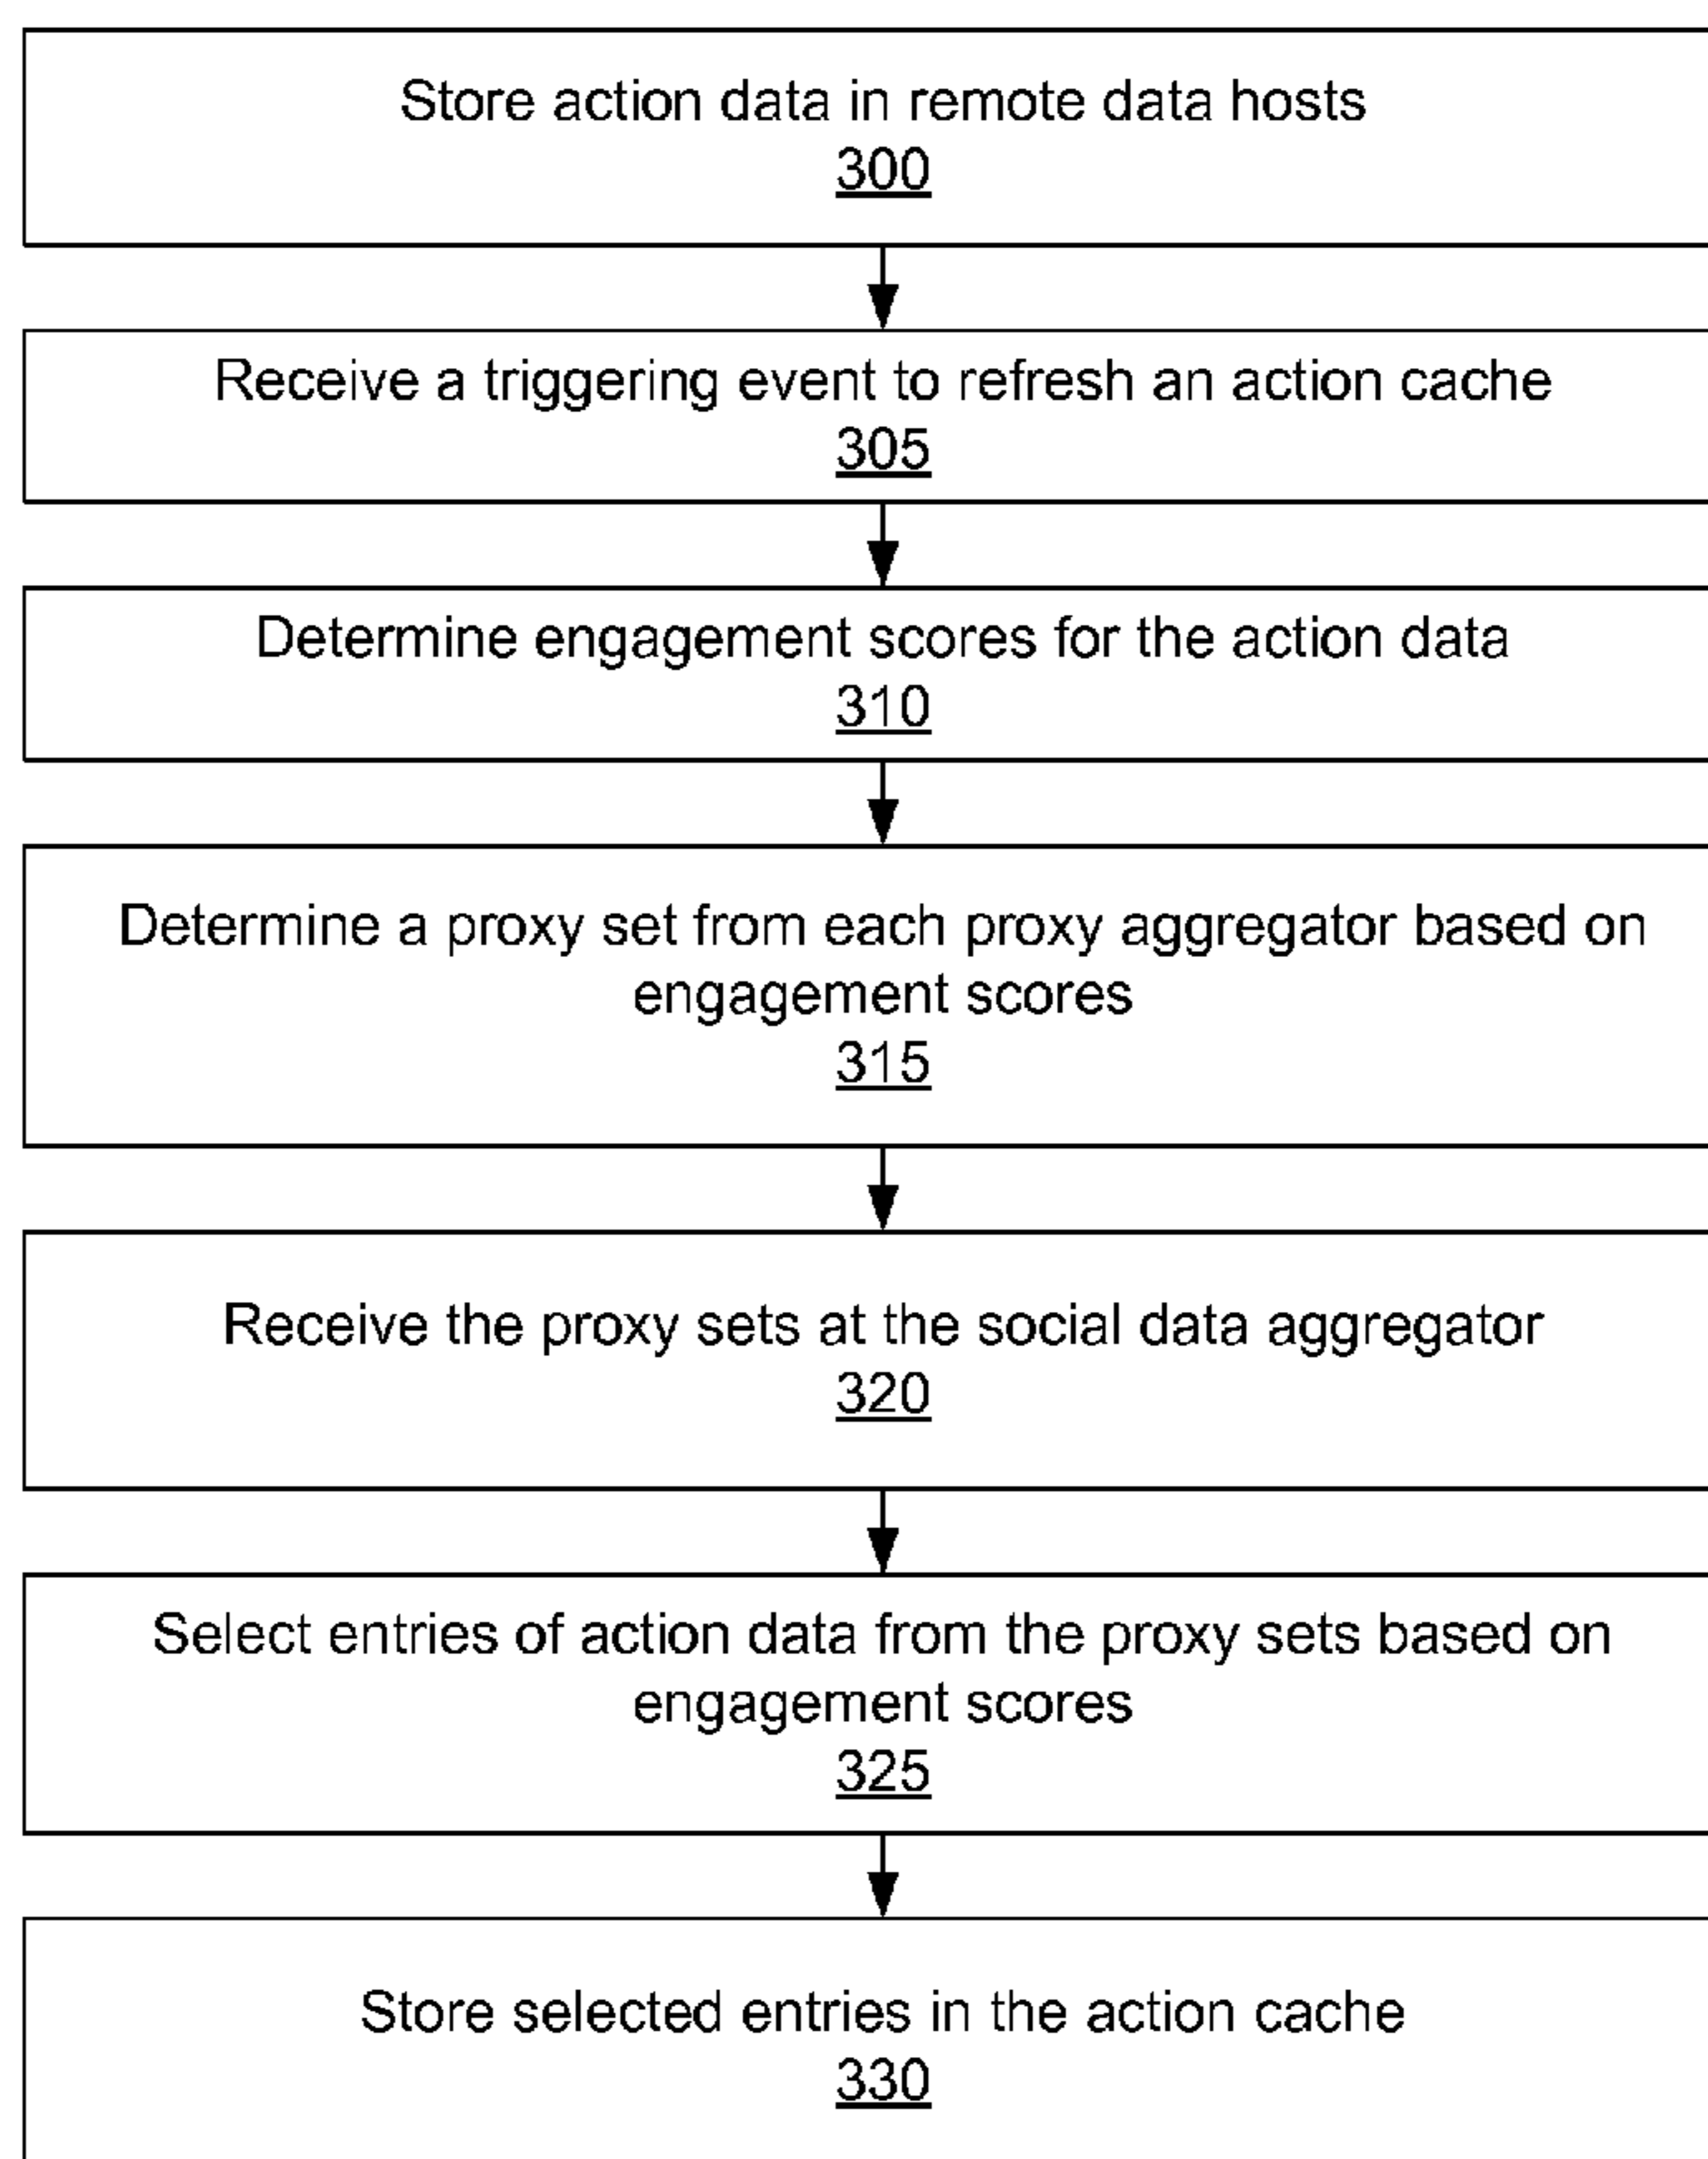 Store action data in remote data hosts
300
Receive a triggering event to refresh an action cache
305
Determine engagement scores for the action data
310
Determine a proxy set from each proxy aggregator based on
engagement scores
315
Receive the proxy sets at the social data aggregator
320
Select entries of action data from the proxy sets based on
engagement scores
325
Store selected entries in the action cache
330